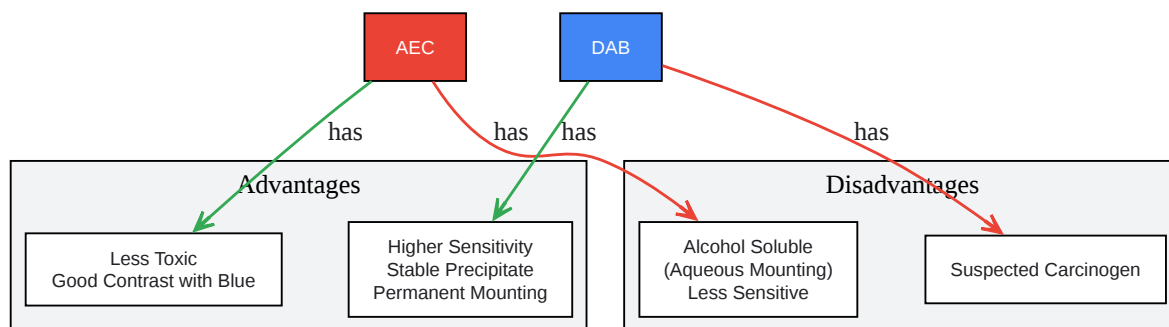 AEC
DAB
has
has
has
has
Advantages
Disadvantages
Less Toxic
Good Contrast with Blue
Higher Sensitivity
Stable Precipitate
Permanent Mounting
Alcohol Soluble
(Aqueous Mounting)
Less Sensitive
Suspected Carcinogen